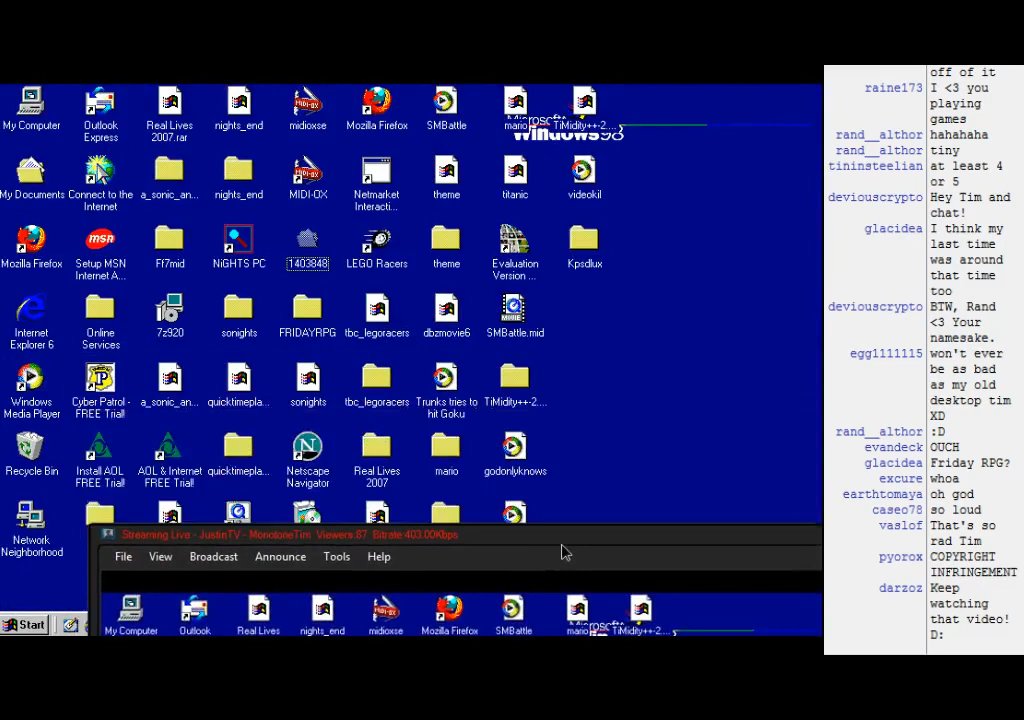 My Computer
Outlook
Express
Real Lives
2007.rar
nights_end
midioxse
Mozilla Firefox
SMBattle
mario
TiMidity++-2....
Microsoft
Windows98
My Documents
Connect to the
Internet
a_sonic_an...
nights_end
MIDI-OX
Netmarket
Interacti...
theme
titanic
videokil
Mozilla Firefox
msn
Setup MSN
Internet A...
Ff7mid
NiGHTS PC
1403848
LEGO Racers
theme
Evaluation
Version ...
Kpsdlux
Internet
Explorer 6
Online
Services
7z920
sonights
FRIDAYRPG
tbc_legoracers
dbzmovie6
SMBattle.mid
Windows
Media Player
Cyber Patrol -
FREE Trial!
a_sonic_an...
quicktimepla...
sonights
tbc_legoracers
Trunks tries to
hit Goku
TiMidity++-2....
Recycle Bin
Install AOL
FREE Trial!
AOL & Internet
FREE Trial!
quicktimepla...
Netscape
Navigator
Real Lives
2007
mario
godonlyknows
Network
Neighborhood
Streaming Live - JustinTV - MonotoneTim Viewers:87 Bitrate:403.00Kbps
File View Broadcast Announce Tools Help
My Computer
Outlook
Real Lives
nights_end
midioxse
Mozilla Firefox
SMBattle
mario
TiMidity++-2....
Start
off of it
raine173 I <3 you
playing
games
rand__althor hahahaha
rand__althor tiny
tininsteelian at least 4
or 5
deviouscrypto Hey Tim and
chat!
glacidea I think my
last time
was around
that time
too
deviouscrypto BTW, Rand
<3 Your
namesake.
egg1111115 won't ever
be as bad
as my old
desktop tim
XD
rand__althor :D
evandeck OUCH
glacidea Friday RPG?
excure whoa
earthtomaya oh god
caseo78 so loud
vaslof That's so
rad Tim
pyorox COPYRIGHT
INFRINGEMENT
darzoz Keep
watching
that video!
D: